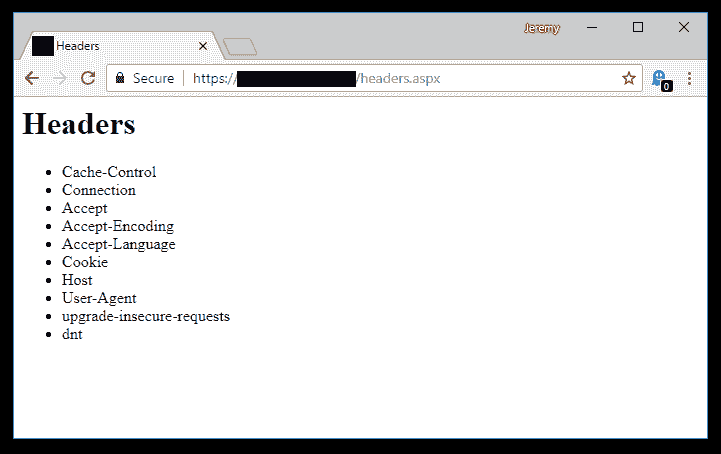 Jeremy
Headers
Secure https:// /headers.aspx
0
Headers
Cache-Control
Connection
Accept
Accept-Encoding
Accept-Language
Cookie
Host
User-Agent
upgrade-insecure-requests
dnt